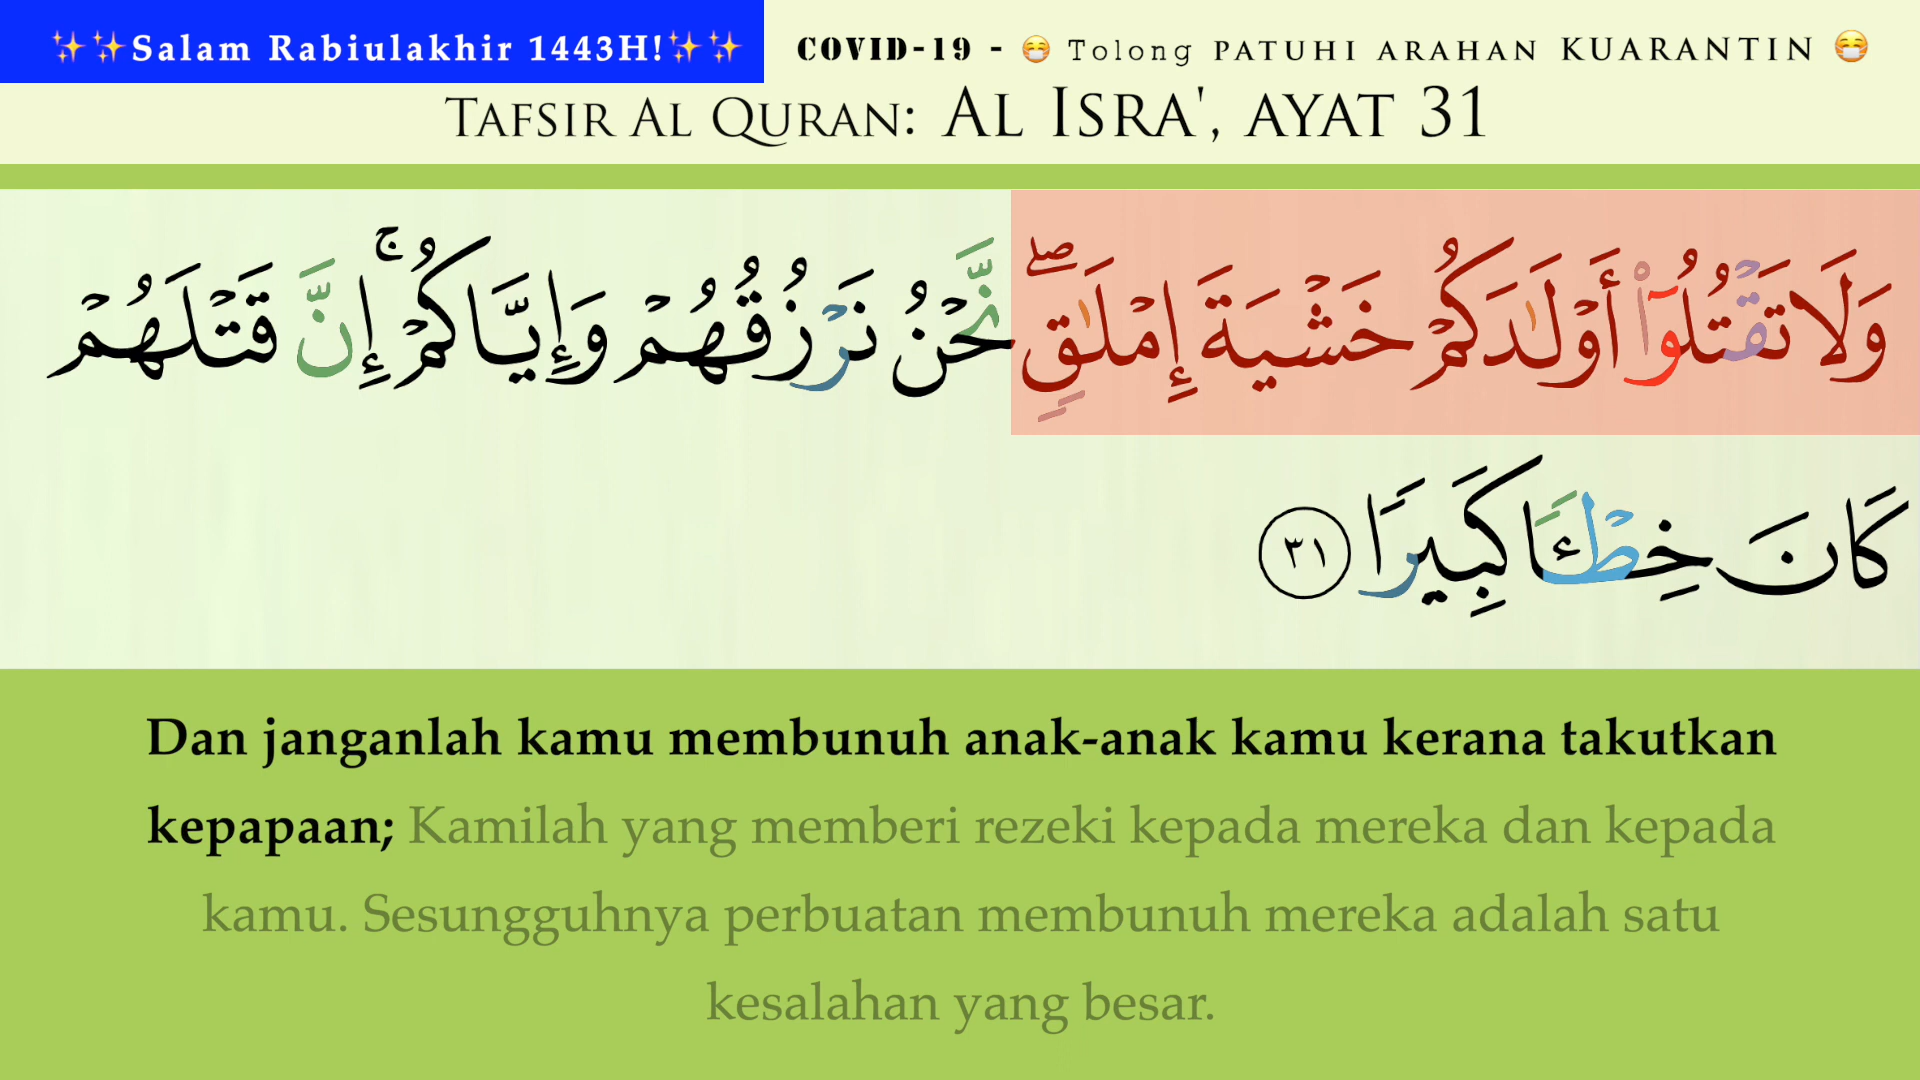 ✨✨Salam Rabiulakhir 1443H!✨✨
COVID-19 - 😷 Tolong PATUHI ARAHAN KUARANTIN 😷
TAFSIR AL QURAN: AL ISRA', AYAT 31
وَلَا تَقْتُلُوٓا۟ أَوْلَـٰدَكُمْ خَشْيَةَ إِمْلَـٰقٍ ۖ نَّحْنُ نَرْزُقُهُمْ وَإِيَّاكُمْ ۚ إِنَّ قَتْلَهُمْ
كَانَ خِطْـًٔا كَبِيرًا ٣١
Dan janganlah kamu membunuh anak-anak kamu kerana takutkan
kepapaan; Kamilah yang memberi rezeki kepada mereka dan kepada
kamu. Sesungguhnya perbuatan membunuh mereka adalah satu
kesalahan yang besar.